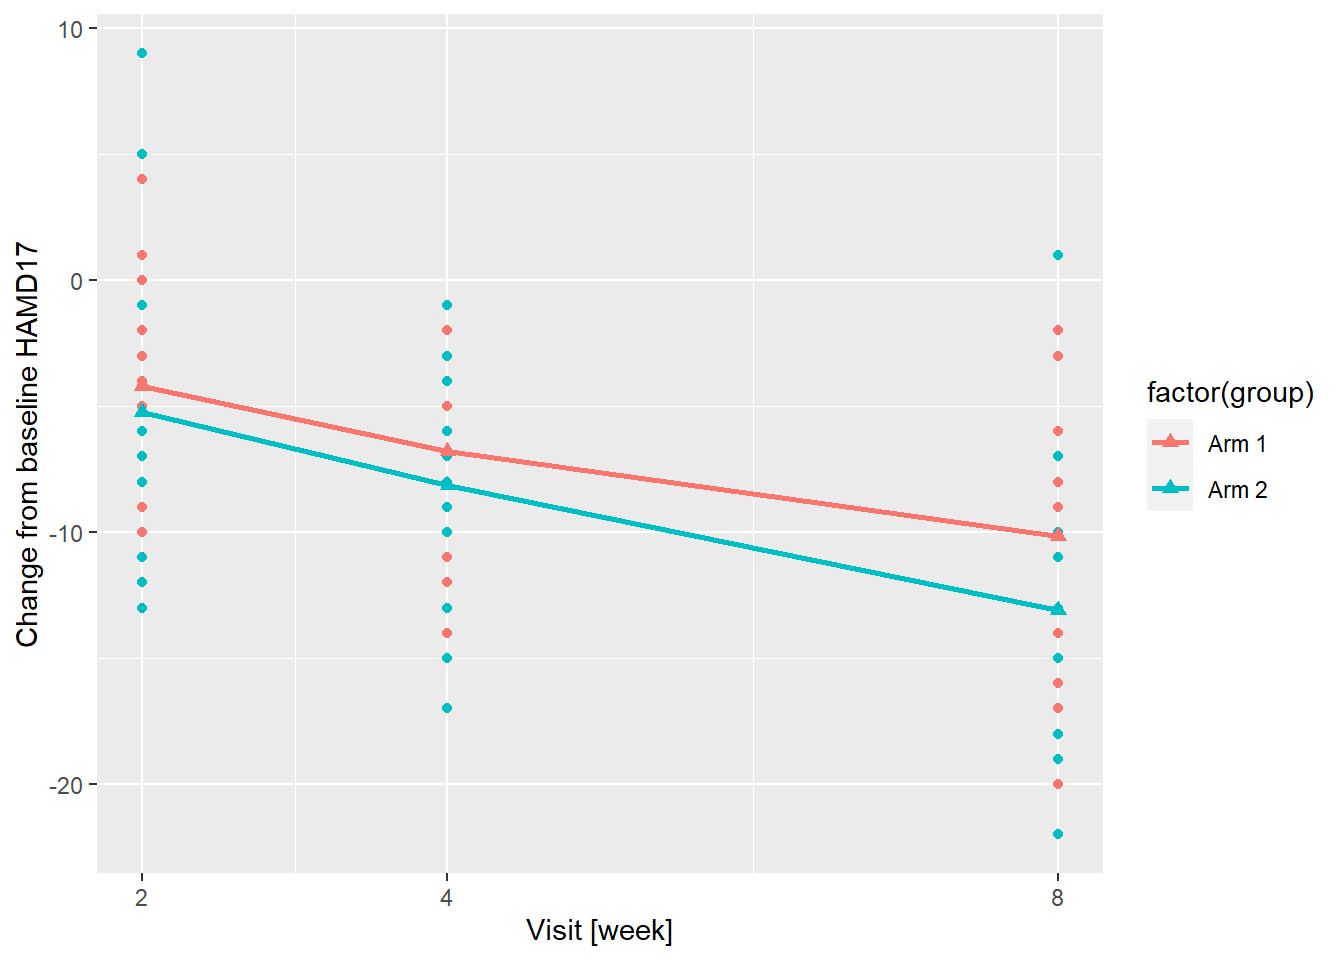 10
0
-10
-20
Change from baseline HAMD17
2
4
8
Visit [week]
factor(group)
Arm 1
Arm 2